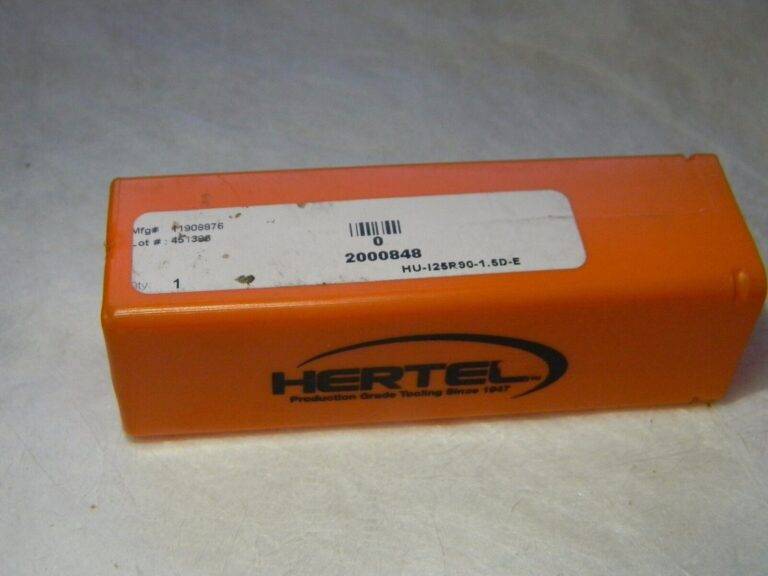 Mfg# 11908876
Lot # : 451396
0
2000848
HU-I25R90-1.5D-E
Qty: 1
HERTEL
Production Grade Tooling Since 1947